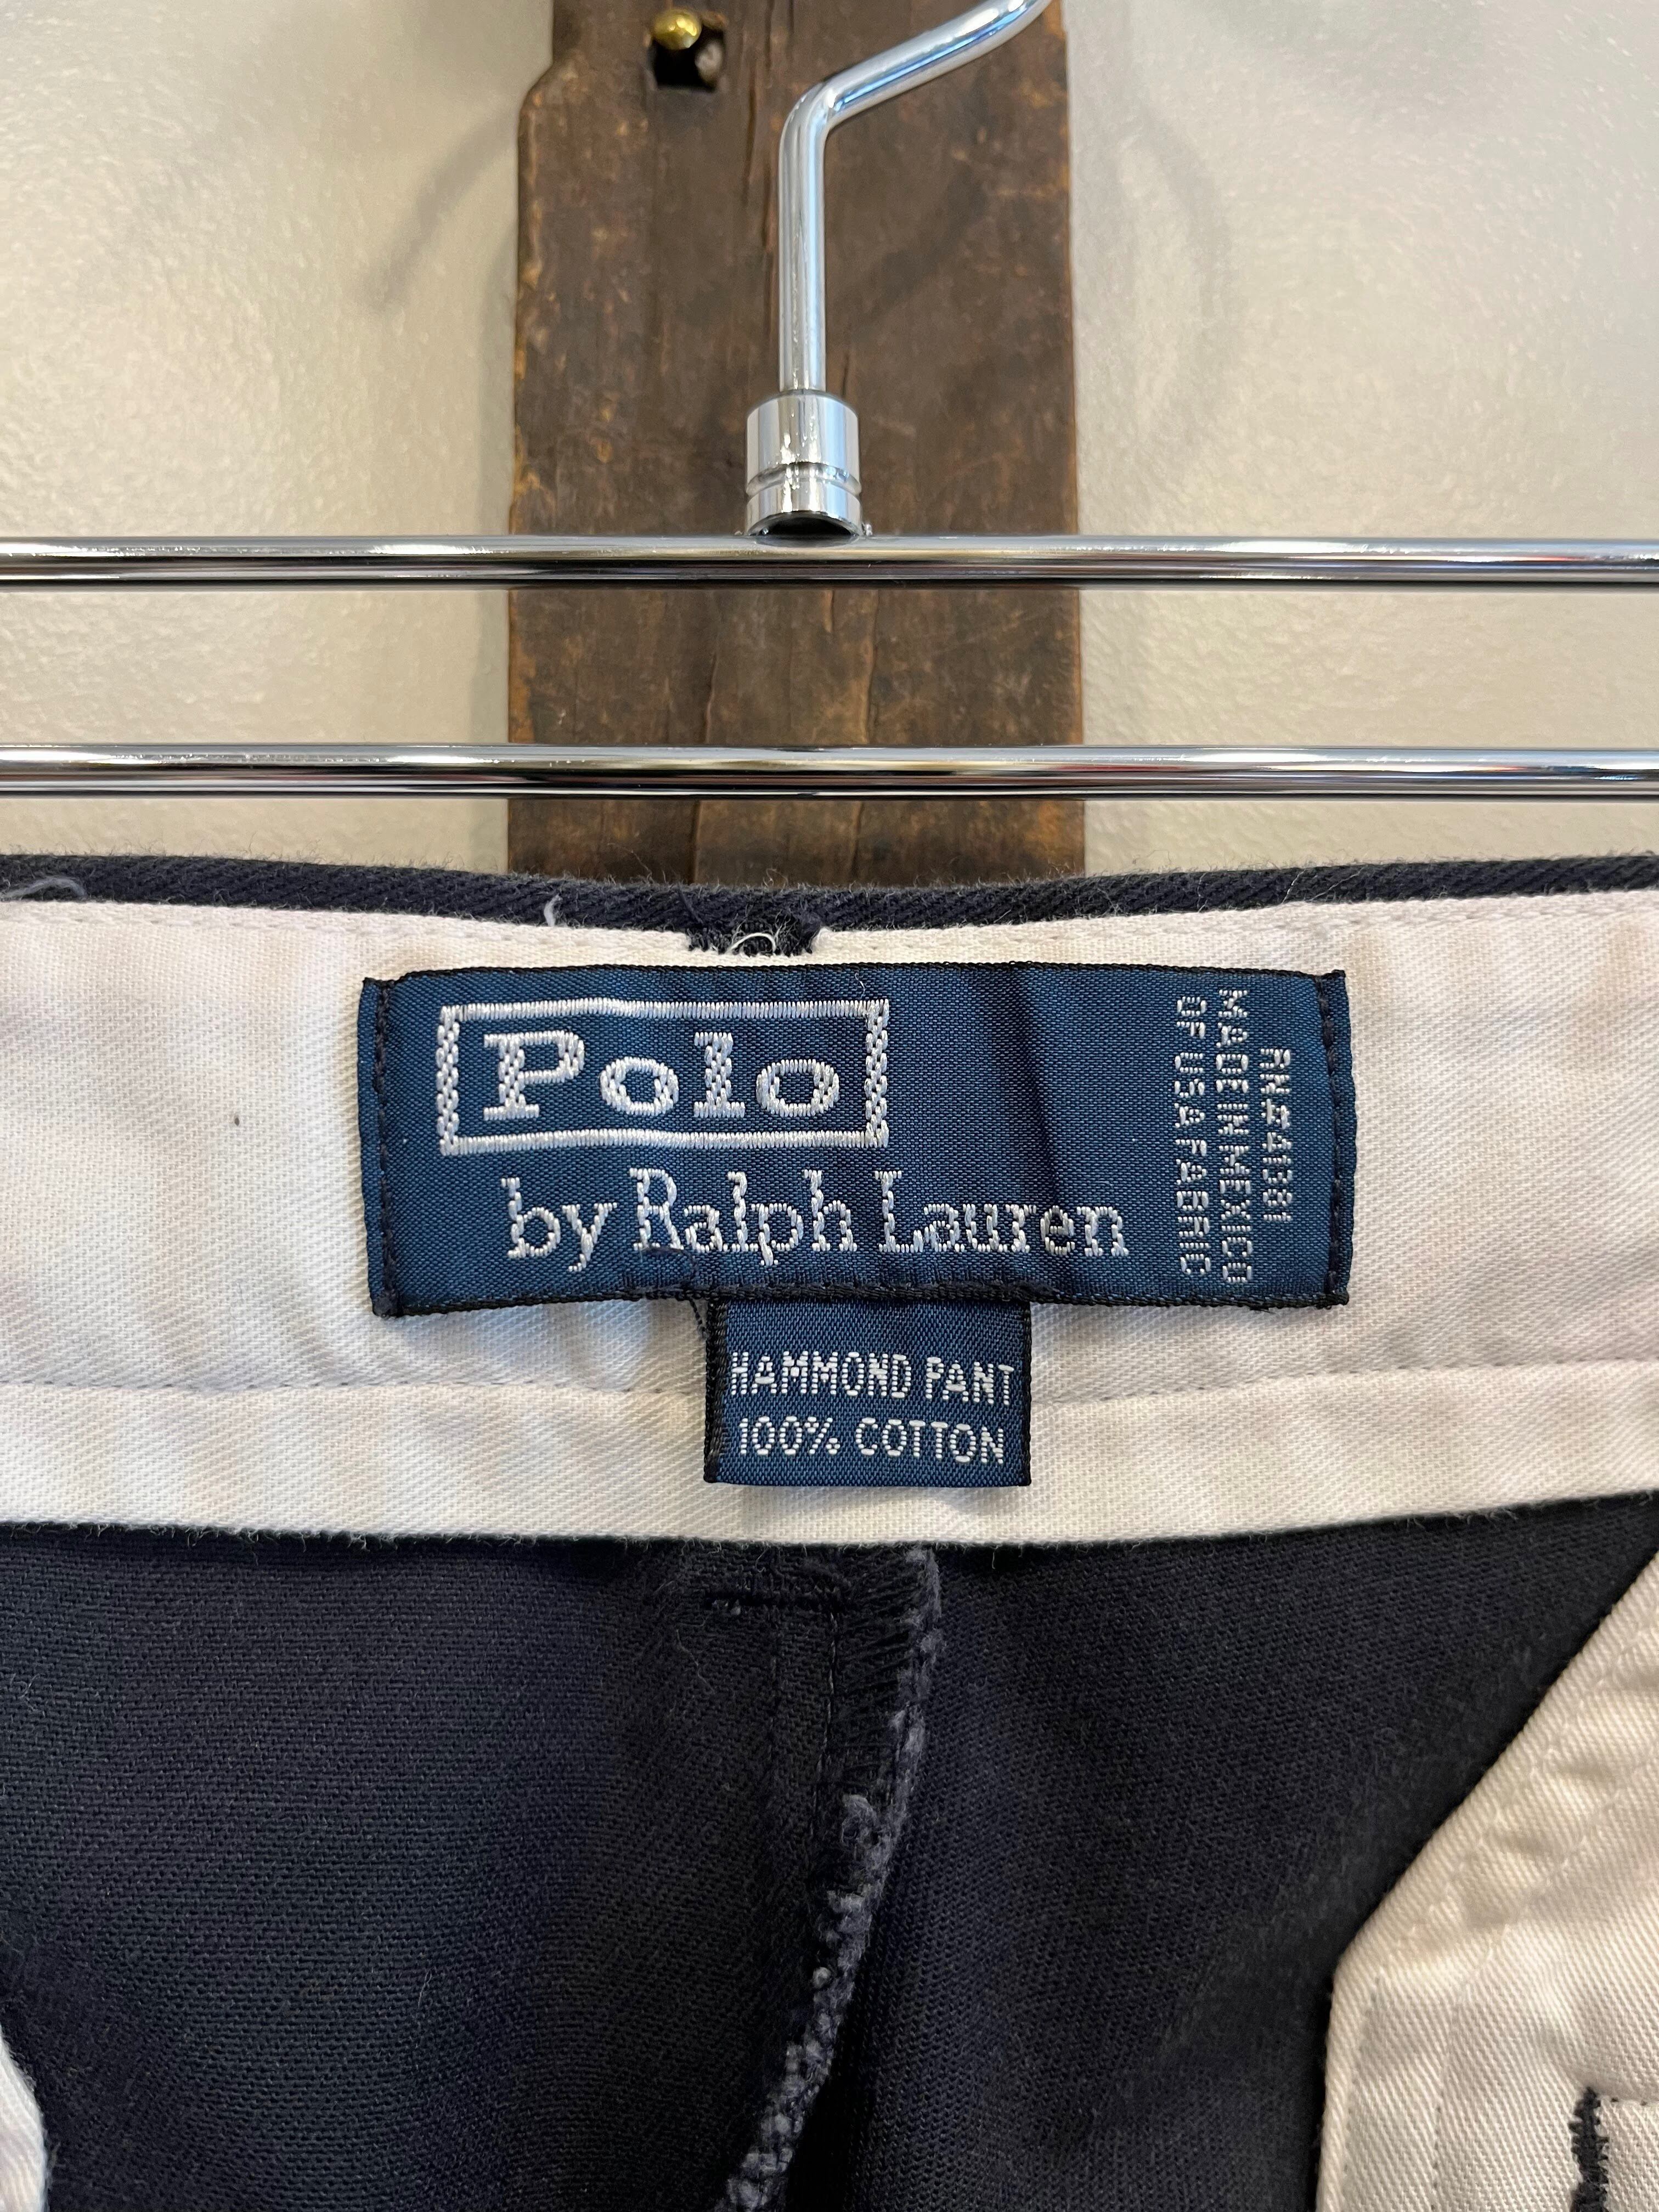 Polo
by Ralph Lauren
RN#41381
MADE IN MEXICO
OF USA FABRIC
HAMMOND PANT
100% COTTON